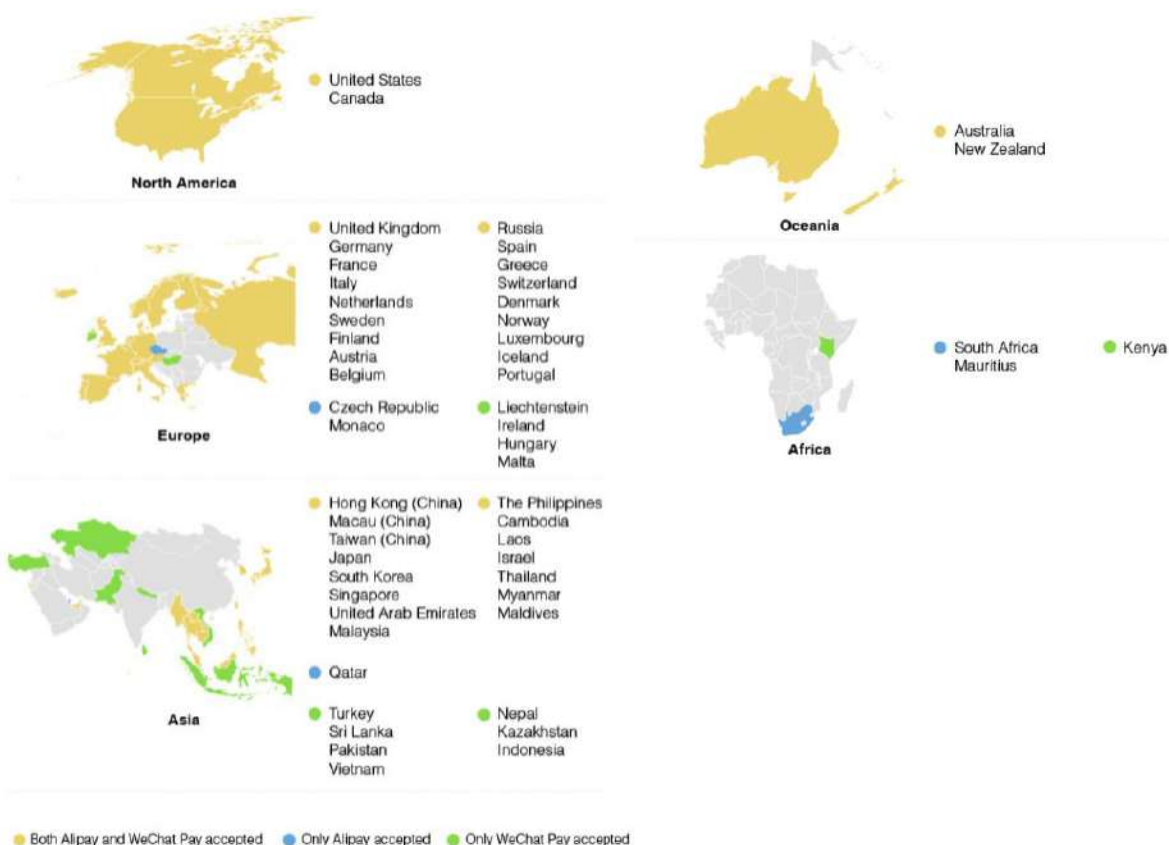 United States
Canada
North America
United Kingdom
Germany
France
Italy
Netherlands
Sweden
Finland
Austria
Belgium
Russia
Spain
Greece
Switzerland
Denmark
Norway
Luxembourg
Iceland
Portugal
Czech Republic
Monaco
Liechtenstein
Ireland
Hungary
Malta
Europe
Hong Kong (China)
Macau (China)
Taiwan (China)
Japan
South Korea
Singapore
United Arab Emirates
Malaysia
The Philippines
Cambodia
Laos
Israel
Thailand
Myanmar
Maldives
Qatar
Turkey
Sri Lanka
Pakistan
Vietnam
Nepal
Kazakhstan
Indonesia
Asia
Australia
New Zealand
Oceania
South Africa
Mauritius
Kenya
Africa
Both Alipay and WeChat Pay accepted
Only Alipay accepted
Only WeChat Pay accepted